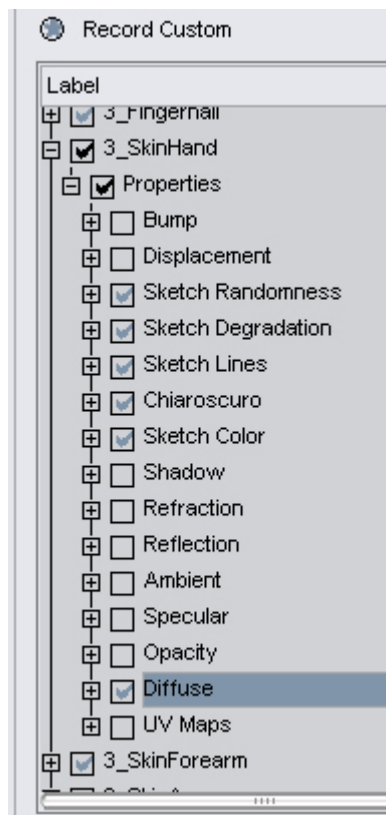 Record Custom
Label
3_Fingernail
3_SkinHand
Properties
Bump
Displacement
Sketch Randomness
Sketch Degradation
Sketch Lines
Chiaroscuro
Sketch Color
Shadow
Refraction
Reflection
Ambient
Specular
Opacity
Diffuse
UV Maps
3_SkinForearm